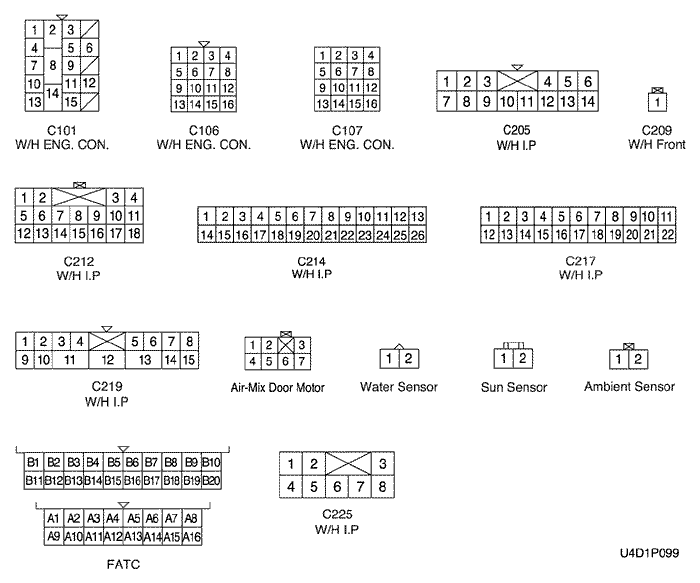 1 2 3
4 5 6
7 8 9
10 11 12
13 14 15
C101
W/H ENG. CON.
1 2 3 4
5 6 7 8
9 10 11 12
13 14 15 16
C106
W/H ENG. CON.
1 2 3 4
5 6 7 8
9 10 11 12
13 14 15 16
C107
W/H ENG. CON.
1 2 3 4 5 6
7 8 9 10 11 12 13 14
C205
W/H I.P
1
C209
W/H Front
1 2 3 4
5 6 7 8 9 10 11
12 13 14 15 16 17 18
C212
W/H I.P
1 2 3 4 5 6 7 8 9 10 11 12 13
14 15 16 17 18 19 20 21 22 23 24 25 26
C214
W/H I.P
1 2 3 4 5 6 7 8 9 10 11
12 13 14 15 16 17 18 19 20 21 22
C217
W/H I.P
1 2 3 4 5 6 7 8
9 10 11 12 13 14 15
C219
W/H I.P
1 2 3
4 5 6 7
Air-Mix Door Motor
1 2
Water Sensor
1 2
Sun Sensor
1 2
Ambient Sensor
B1 B2 B3 B4 B5 B6 B7 B8 B9 B10
B11 B12 B13 B14 B15 B16 B17 B18 B19 B20
A1 A2 A3 A4 A5 A6 A7 A8
A9 A10 A11 A12 A13 A14 A15 A16
FATC
1 2 3
4 5 6 7 8
C225
W/H I.P
U4D1P099